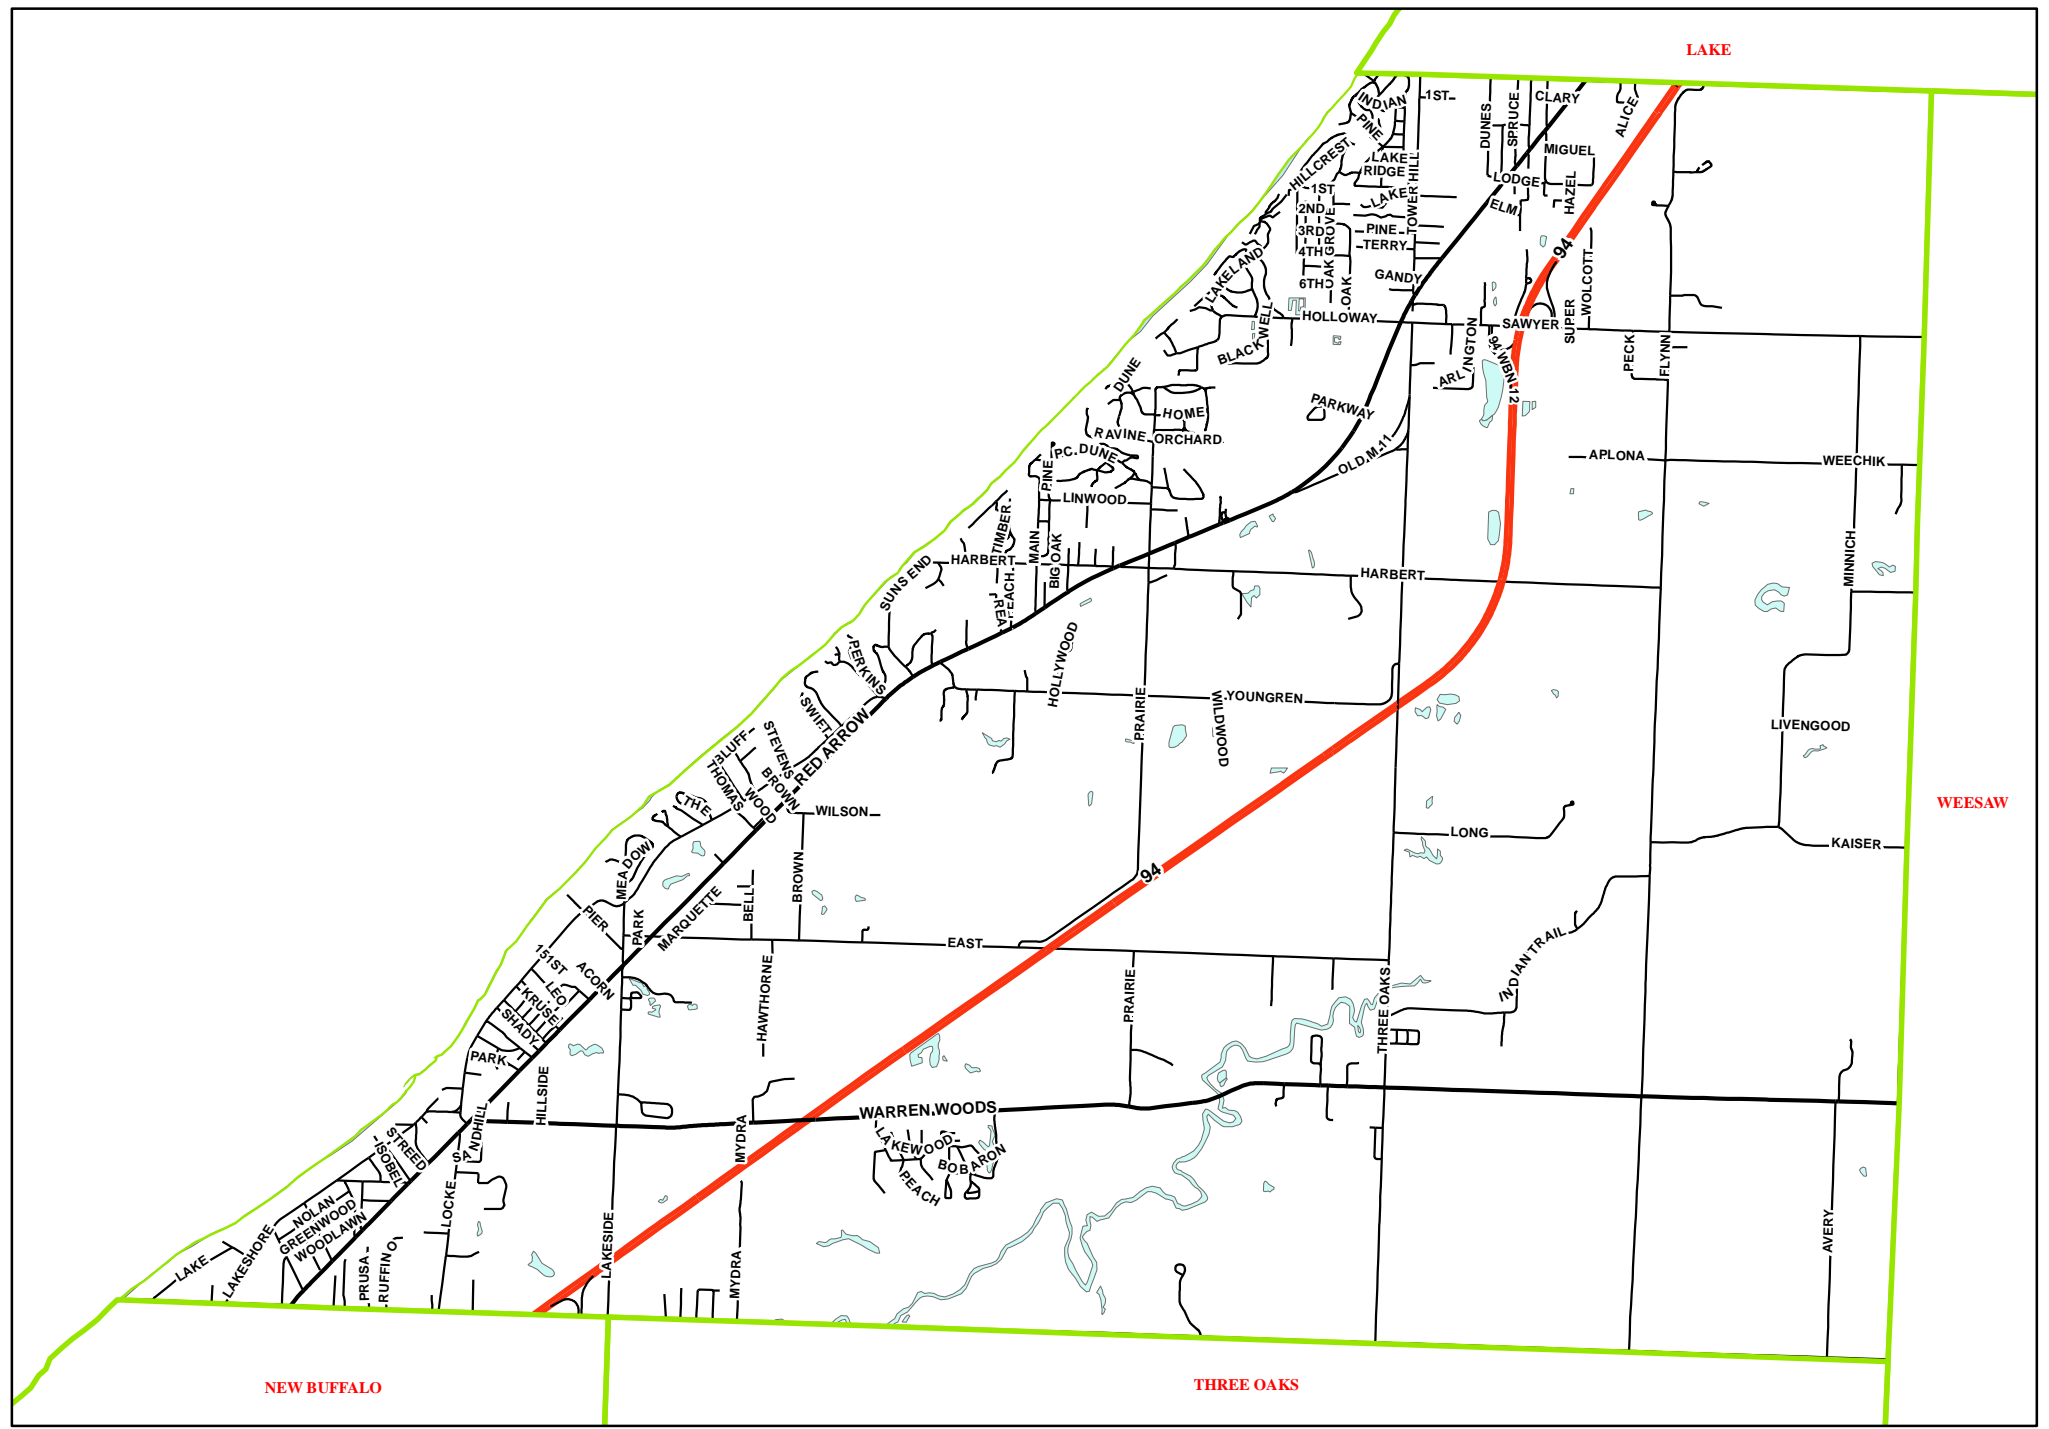 LAKE
INDIAN
1ST
DUNES
SPRUCE
CLARY
ALICE
PINE
HILLCREST
LAKE
RIDGE
TOWER HILL
MIGUEL
LODGE
HAZEL
1ST
LAKE
ELM
2ND
OAK GROVE
3RD
PINE
TERRY
4TH
94
LAKELAND
6TH
OAK
GANDY
WOLCOTT
BLACKWELL
HOLLOWAY
SAWYER
SUPER
ARLINGTON
94 WBN-12
PECK
FLYNN
DUNE
PARKWAY
HOME
RAVINE
ORCHARD
OLD M-11
P.C. DUNE
PINE
APLONA
WEECHIK
LINWOOD
TIMBER
MAIN
BIG OAK
SUNS END
HARBERT
HARBERT
MINNICH
REA
PERKINS
HOLLYWOOD
PRAIRIE
WILDWOOD
YOUNGREN
SWIFT
RED ARROW
STEVENS
BLUFF
THOMAS
BROWN
WOOD
LIVENGOOD
THE
WILSON
WEESAW
LONG
KAISER
MEADOW
BROWN
94
BELL
MARQUETTE
PARK
PIER
EAST
151ST
ACORN
LEO
KRUSE
SHADY
HAWTHORNE
PRAIRIE
THREE OAKS
INDIAN TRAIL
PARK
HILLSIDE
WARREN WOODS
MYDRA
SANDHILL
STREED
ISOBEL
LAKEWOOD
BOB
BARON
PEACH
LOCKE
NOLAN
GREENWOOD
WOODLAWN
LAKESHORE
LAKE
PRUSA
RUFFINO
LAKESIDE
MYDRA
AVERY
NEW BUFFALO
THREE OAKS